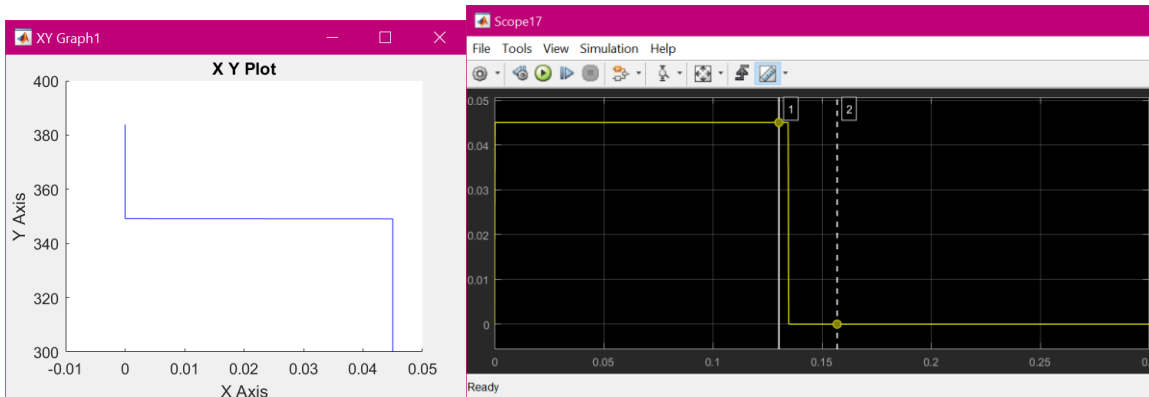 XY Graph1
X Y Plot
400
380
360
340
320
300
Y Axis
-0.01 0 0.01 0.02 0.03 0.04 0.05
X Axis
Scope17
File Tools View Simulation Help
0.05
0.04
0.03
0.02
0.01
0
1
2
0 0.05 0.1 0.15 0.2 0.25
Ready